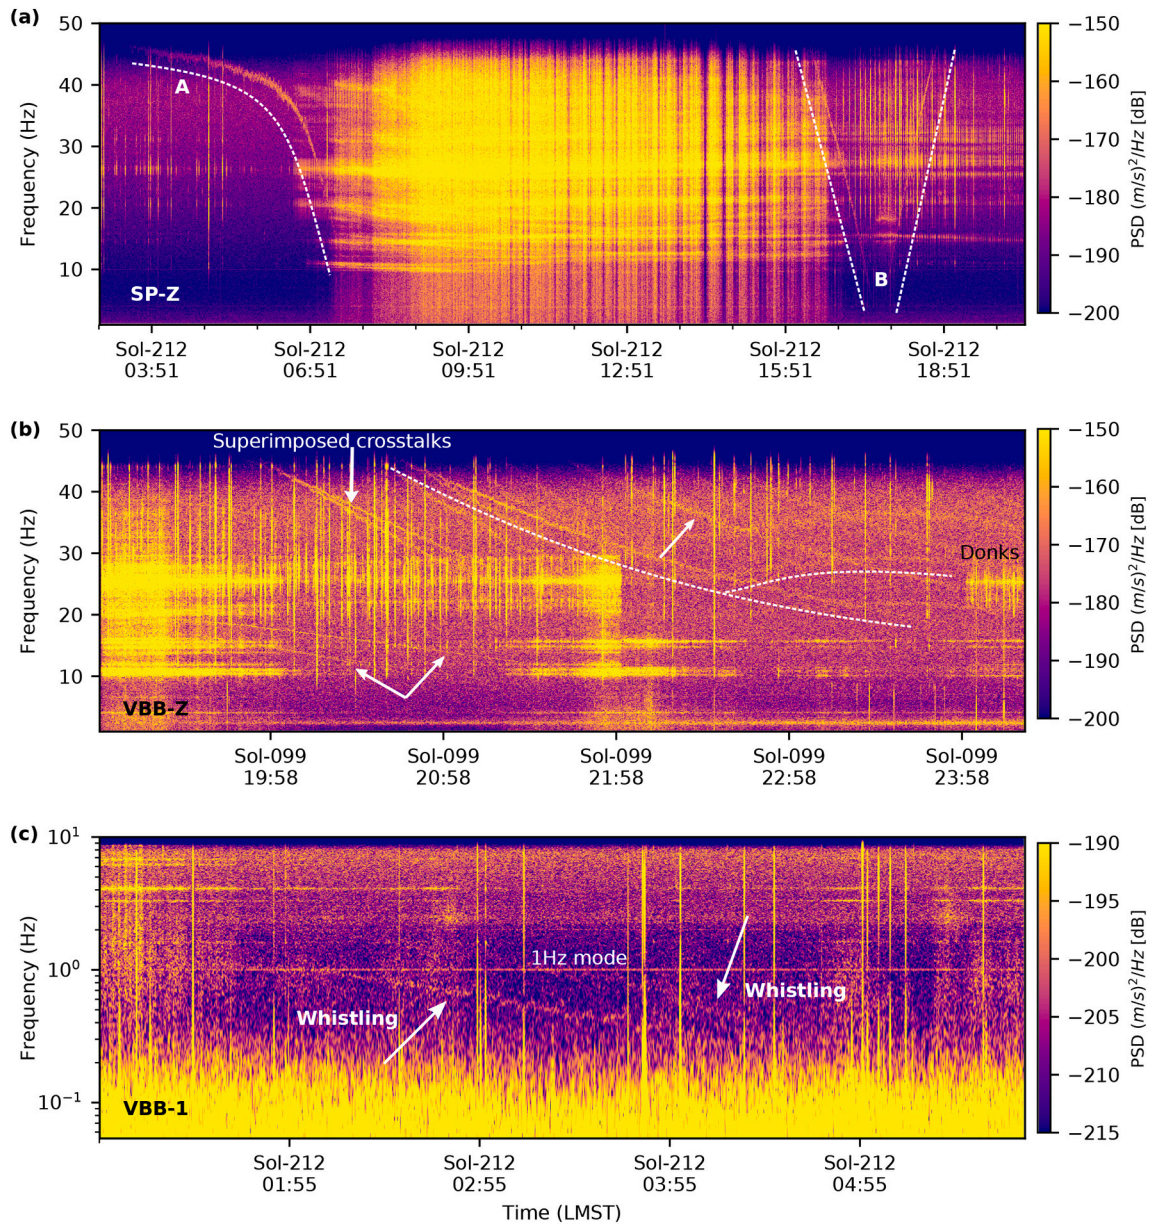 (a)
50
40
30
20
10
Frequency (Hz)
A
B
SP-Z
Sol-212
03:51
Sol-212
06:51
Sol-212
09:51
Sol-212
12:51
Sol-212
15:51
Sol-212
18:51
−150
−160
−170
−180
−190
−200
PSD (m/s)²/Hz [dB]
(b)
50
40
30
20
10
Frequency (Hz)
Superimposed crosstalks
Donks
VBB-Z
Sol-099
19:58
Sol-099
20:58
Sol-099
21:58
Sol-099
22:58
Sol-099
23:58
−150
−160
−170
−180
−190
−200
PSD (m/s)²/Hz [dB]
(c)
10¹
10⁰
10⁻¹
Frequency (Hz)
1Hz mode
Whistling
Whistling
VBB-1
Sol-212
01:55
Sol-212
02:55
Sol-212
03:55
Sol-212
04:55
Time (LMST)
−190
−195
−200
−205
−210
−215
PSD (m/s)²/Hz [dB]